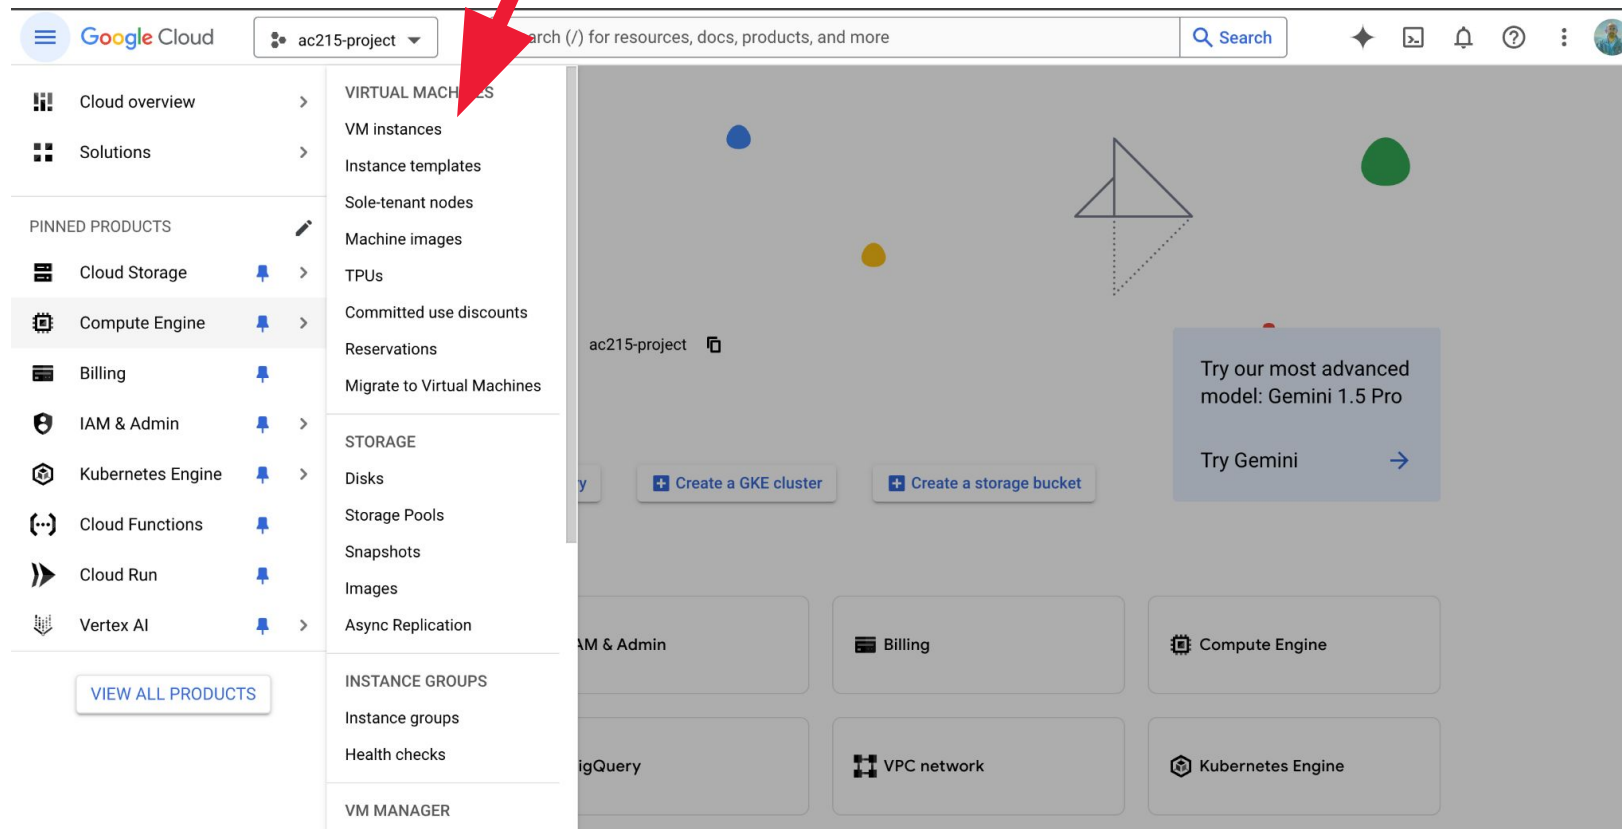 Google Cloud
ac215-project
arch (/) for resources, docs, products, and more
Search
Cloud overview
Solutions
PINNED PRODUCTS
Cloud Storage
Compute Engine
Billing
IAM & Admin
Kubernetes Engine
Cloud Functions
Cloud Run
Vertex AI
VIEW ALL PRODUCTS
VIRTUAL MACHINES
VM instances
Instance templates
Sole-tenant nodes
Machine images
TPUs
Committed use discounts
Reservations
Migrate to Virtual Machines
STORAGE
Disks
Storage Pools
Snapshots
Images
Async Replication
INSTANCE GROUPS
Instance groups
Health checks
VM MANAGER
ac215-project
Try our most advanced
model: Gemini 1.5 Pro
Try Gemini
y
Create a GKE cluster
Create a storage bucket
AM & Admin
Billing
Compute Engine
igQuery
VPC network
Kubernetes Engine